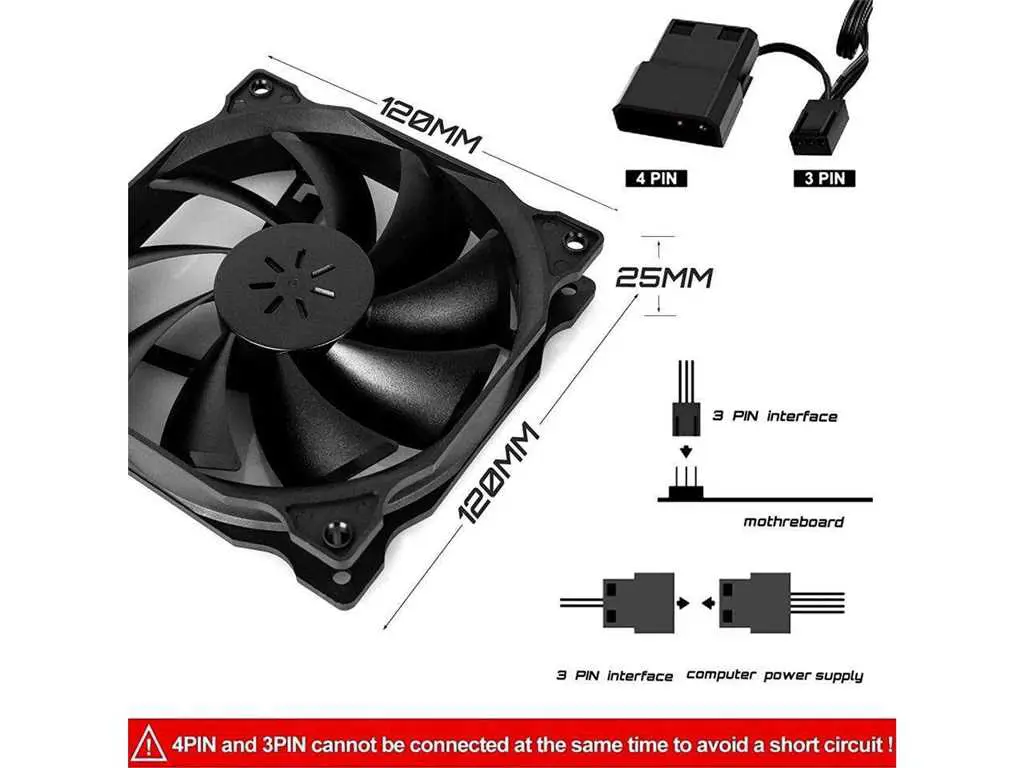 120MM
4 PIN
3 PIN
25MM
120MM
3 PIN interface
mothreboard
3 PIN interface
computer power supply
4PIN and 3PIN cannot be connected at the same time to avoid a short circuit !